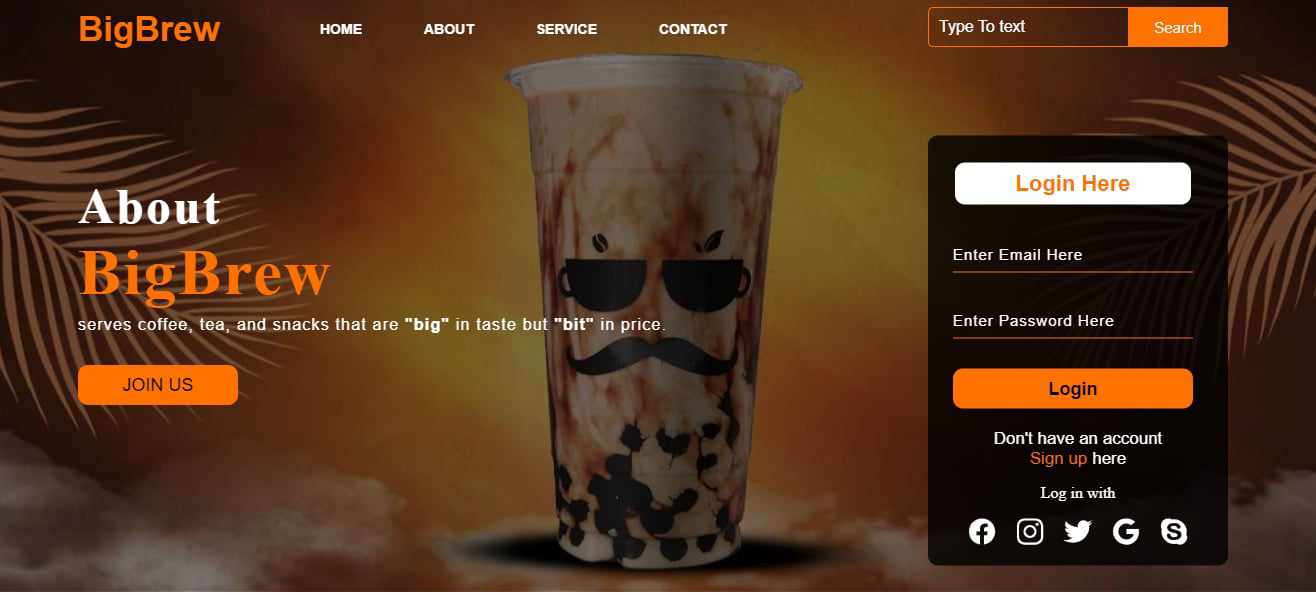 BigBrew
HOME ABOUT SERVICE CONTACT
Type To text
Search
About
BigBrew
serves coffee, tea, and snacks that are "big" in taste but "bit" in price.
JOIN US
Login Here
Enter Email Here
Enter Password Here
Login
Don't have an account
Sign up here
Log in with